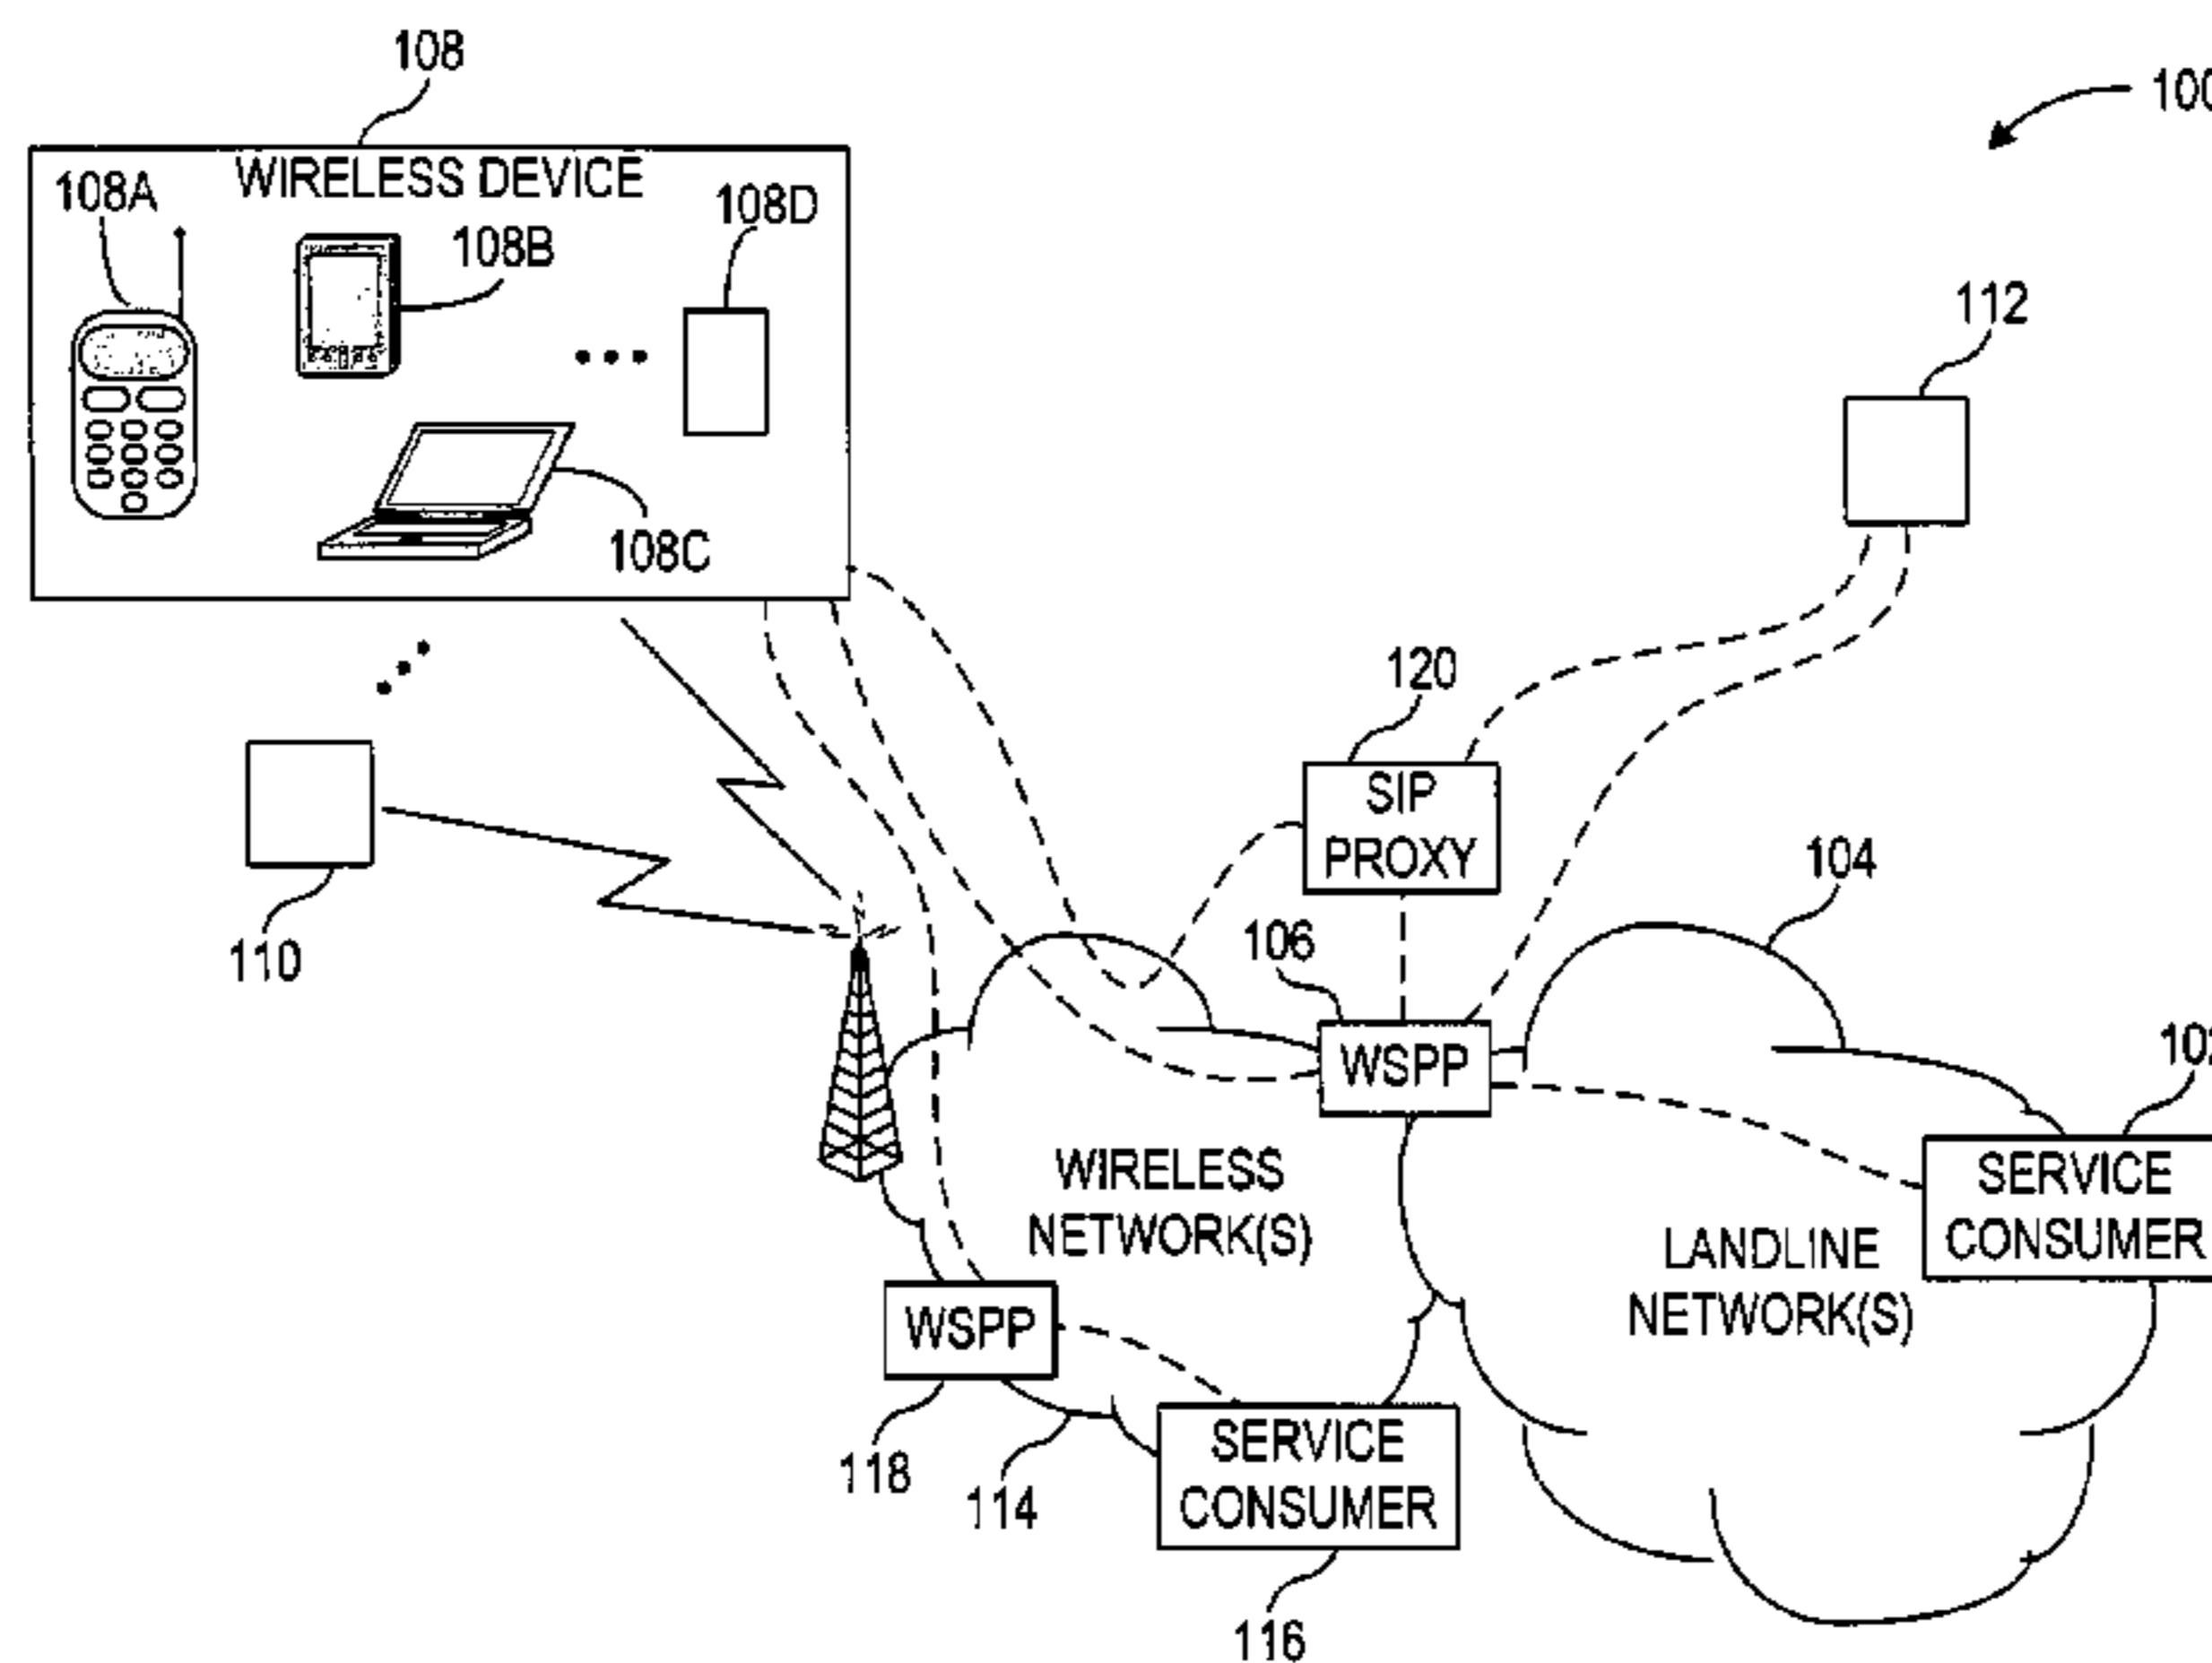 108
100
WIRELESS DEVICE
108A
108D
108B
112
108C
120
SIP
PROXY
104
110
106
WSPP
102
WIRELESS
NETWORK(S)
SERVICE
CONSUMER
LANDLINE
NETWORK(S)
WSPP
118
114
SERVICE
CONSUMER
116